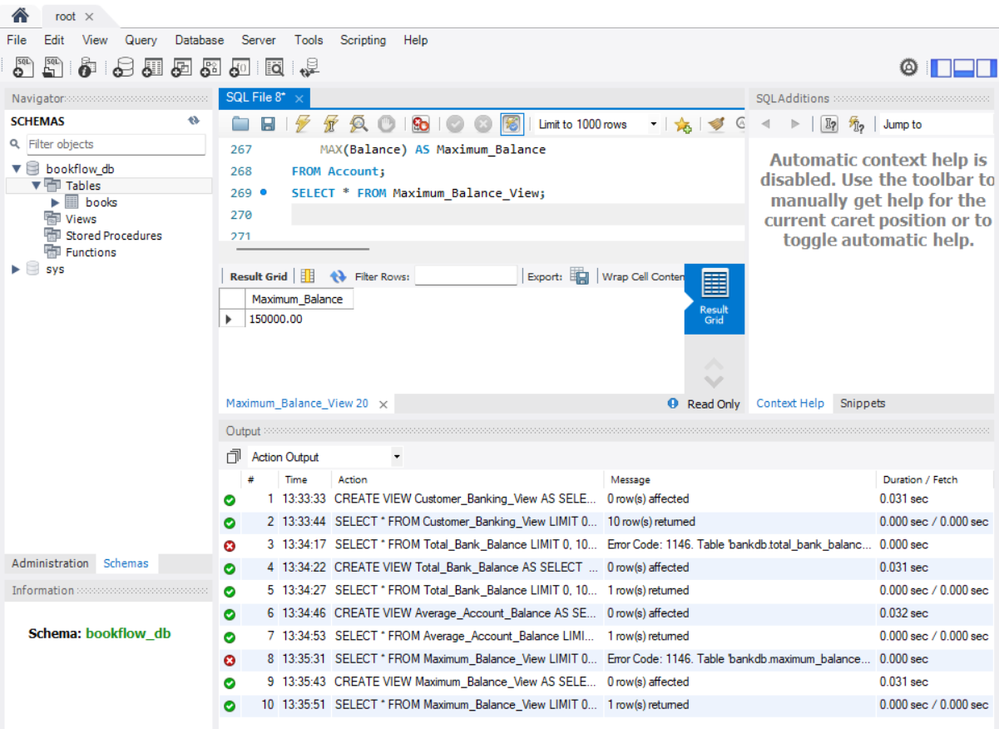 root ×
File Edit View Query Database Server Tools Scripting Help
Navigator
SCHEMAS
Filter objects
bookflow_db
Tables
books
Views
Stored Procedures
Functions
sys
Administration Schemas
Information
Schema: bookflow_db
SQL File 8* ×
Limit to 1000 rows
267 MAX(Balance) AS Maximum_Balance
268 FROM Account;
269 SELECT * FROM Maximum_Balance_View;
270
271
Result Grid Filter Rows: Export: Wrap Cell Conten
Maximum_Balance
150000.00
Result
Grid
Maximum_Balance_View 20 × Read Only
SQLAdditions
Jump to
Automatic context help is
disabled. Use the toolbar to
manually get help for the
current caret position or to
toggle automatic help.
Context Help Snippets
Output
Action Output
# Time Action Message Duration / Fetch
1 13:33:33 CREATE VIEW Customer_Banking_View AS SELE... 0 row(s) affected 0.031 sec
2 13:33:44 SELECT * FROM Customer_Banking_View LIMIT 0... 10 row(s) returned 0.000 sec / 0.000 sec
3 13:34:17 SELECT * FROM Total_Bank_Balance LIMIT 0, 10... Error Code: 1146. Table 'bankdb.total_bank_balanc... 0.000 sec
4 13:34:22 CREATE VIEW Total_Bank_Balance AS SELECT ... 0 row(s) affected 0.031 sec
5 13:34:27 SELECT * FROM Total_Bank_Balance LIMIT 0, 10... 1 row(s) returned 0.000 sec / 0.000 sec
6 13:34:46 CREATE VIEW Average_Account_Balance AS SE... 0 row(s) affected 0.032 sec
7 13:34:53 SELECT * FROM Average_Account_Balance LIMI... 1 row(s) returned 0.000 sec / 0.000 sec
8 13:35:31 SELECT * FROM Maximum_Balance_View LIMIT 0... Error Code: 1146. Table 'bankdb.maximum_balance... 0.000 sec
9 13:35:43 CREATE VIEW Maximum_Balance_View AS SELE... 0 row(s) affected 0.031 sec
10 13:35:51 SELECT * FROM Maximum_Balance_View LIMIT 0... 1 row(s) returned 0.000 sec / 0.000 sec